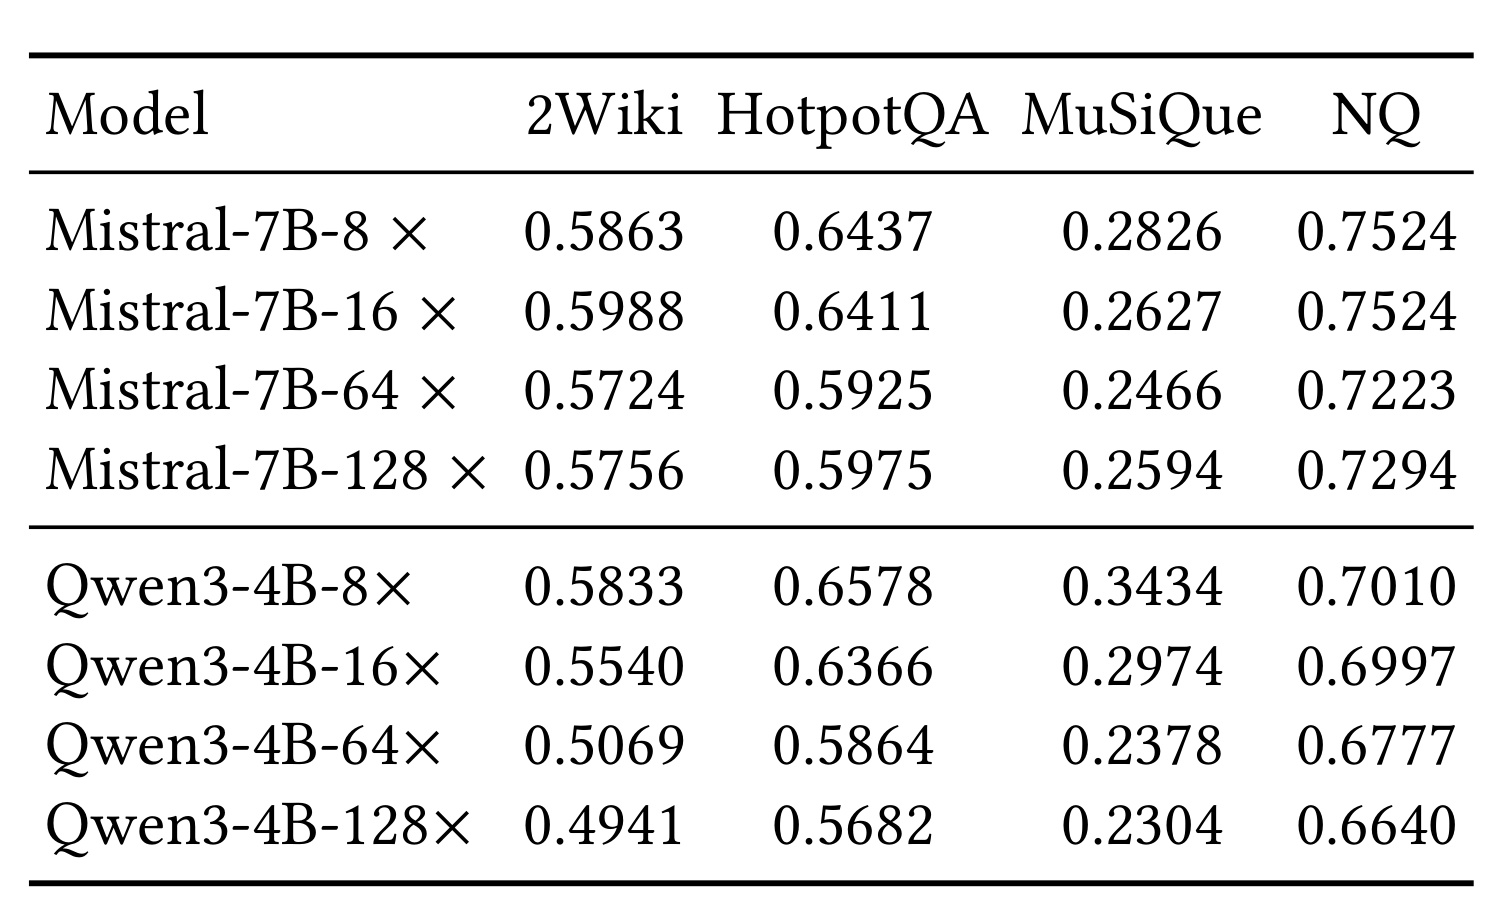 Model 2Wiki HotpotQA MuSiQue NQ
Mistral-7B-8 × 0.5863 0.6437 0.2826 0.7524
Mistral-7B-16 × 0.5988 0.6411 0.2627 0.7524
Mistral-7B-64 × 0.5724 0.5925 0.2466 0.7223
Mistral-7B-128 × 0.5756 0.5975 0.2594 0.7294
Qwen3-4B-8× 0.5833 0.6578 0.3434 0.7010
Qwen3-4B-16× 0.5540 0.6366 0.2974 0.6997
Qwen3-4B-64× 0.5069 0.5864 0.2378 0.6777
Qwen3-4B-128× 0.4941 0.5682 0.2304 0.6640